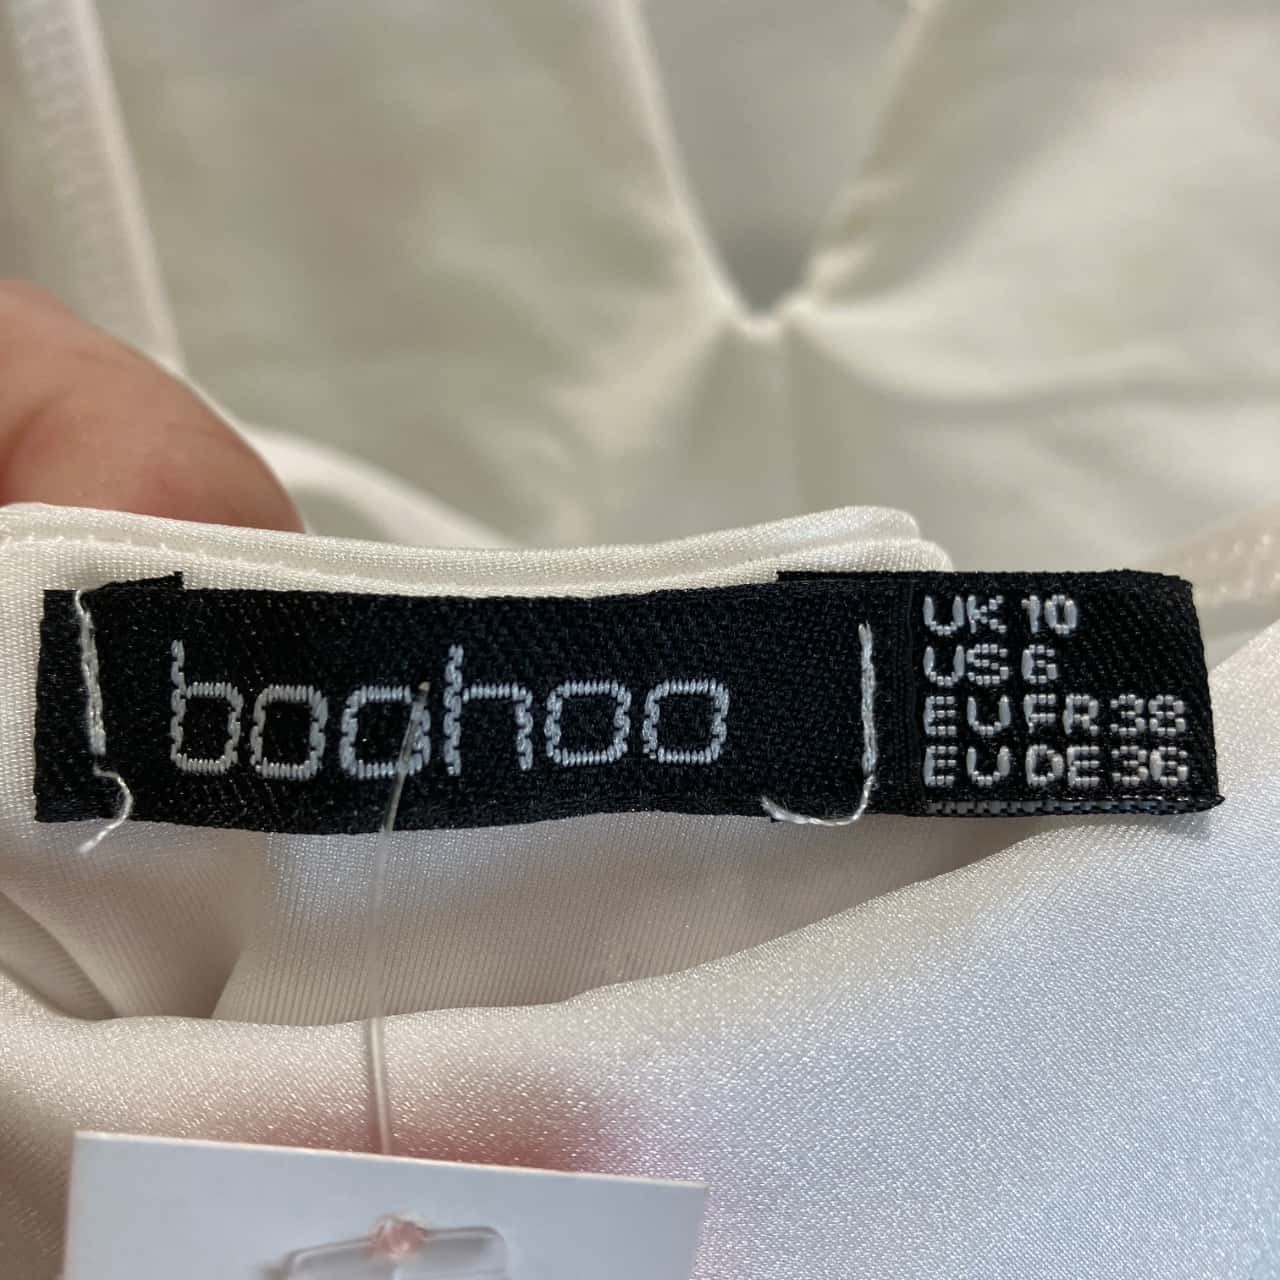 boohoo
UK 10
US 6
EU FR 38
EU DE 36